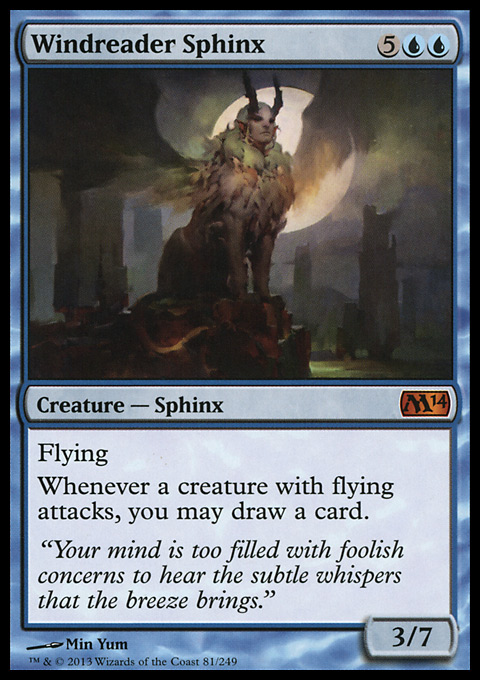 Windreader Sphinx 5
Creature — Sphinx M14
Flying
Whenever a creature with flying
attacks, you may draw a card.
“Your mind is too filled with foolish
concerns to hear the subtle whispers
that the breeze brings.”
3/7
Min Yum
™ & © 2013 Wizards of the Coast 81/249